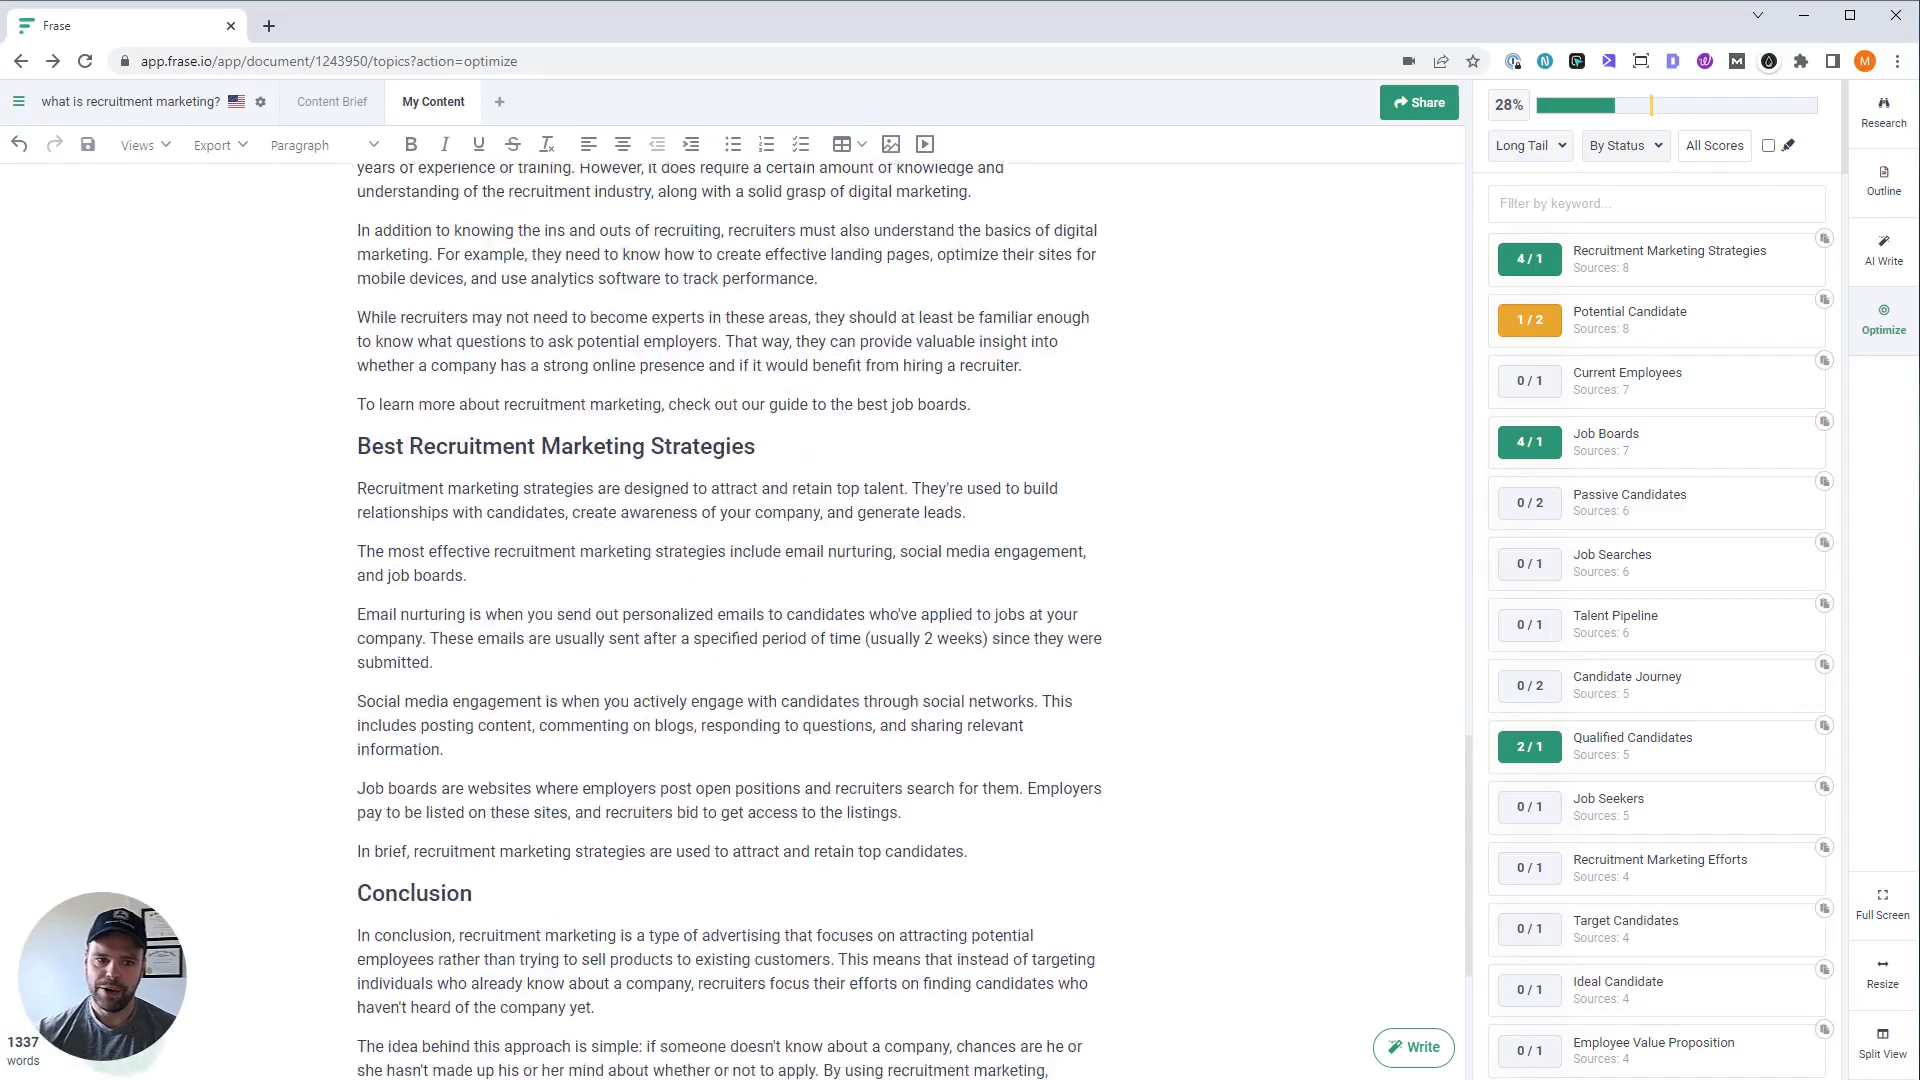 Frase
app.frase.io/app/document/1243950/topics?action=optimize
M
what is recruitment marketing?
Content Brief
My Content
Share
Views
Export
Paragraph
years of experience or training. However, it does require a certain amount of knowledge and
understanding of the recruitment industry, along with a solid grasp of digital marketing.
In addition to knowing the ins and outs of recruiting, recruiters must also understand the basics of digital
marketing. For example, they need to know how to create effective landing pages, optimize their sites for
mobile devices, and use analytics software to track performance.
While recruiters may not need to become experts in these areas, they should at least be familiar enough
to know what questions to ask potential employers. That way, they can provide valuable insight into
whether a company has a strong online presence and if it would benefit from hiring a recruiter.
To learn more about recruitment marketing, check out our guide to the best job boards.
Best Recruitment Marketing Strategies
Recruitment marketing strategies are designed to attract and retain top talent. They're used to build
relationships with candidates, create awareness of your company, and generate leads.
The most effective recruitment marketing strategies include email nurturing, social media engagement,
and job boards.
Email nurturing is when you send out personalized emails to candidates who've applied to jobs at your
company. These emails are usually sent after a specified period of time (usually 2 weeks) since they were
submitted.
Social media engagement is when you actively engage with candidates through social networks. This
includes posting content, commenting on blogs, responding to questions, and sharing relevant
information.
Job boards are websites where employers post open positions and recruiters search for them. Employers
pay to be listed on these sites, and recruiters bid to get access to the listings.
In brief, recruitment marketing strategies are used to attract and retain top candidates.
Conclusion
In conclusion, recruitment marketing is a type of advertising that focuses on attracting potential
employees rather than trying to sell products to existing customers. This means that instead of targeting
individuals who already know about a company, recruiters focus their efforts on finding candidates who
haven't heard of the company yet.
The idea behind this approach is simple: if someone doesn't know about a company, chances are he or
she hasn't made up his or her mind about whether or not to apply. By using recruitment marketing,
1337
words
Write
28%
Long Tail
By Status
All Scores
Filter by keyword...
4 / 1
Recruitment Marketing Strategies
Sources: 8
1 / 2
Potential Candidate
Sources: 8
0 / 1
Current Employees
Sources: 7
4 / 1
Job Boards
Sources: 7
0 / 2
Passive Candidates
Sources: 6
0 / 1
Job Searches
Sources: 6
0 / 1
Talent Pipeline
Sources: 6
0 / 2
Candidate Journey
Sources: 5
2 / 1
Qualified Candidates
Sources: 5
0 / 1
Job Seekers
Sources: 5
0 / 1
Recruitment Marketing Efforts
Sources: 4
0 / 1
Target Candidates
Sources: 4
0 / 1
Ideal Candidate
Sources: 4
0 / 1
Employee Value Proposition
Sources: 4
Research
Outline
AI Write
Optimize
Full Screen
Resize
Split View